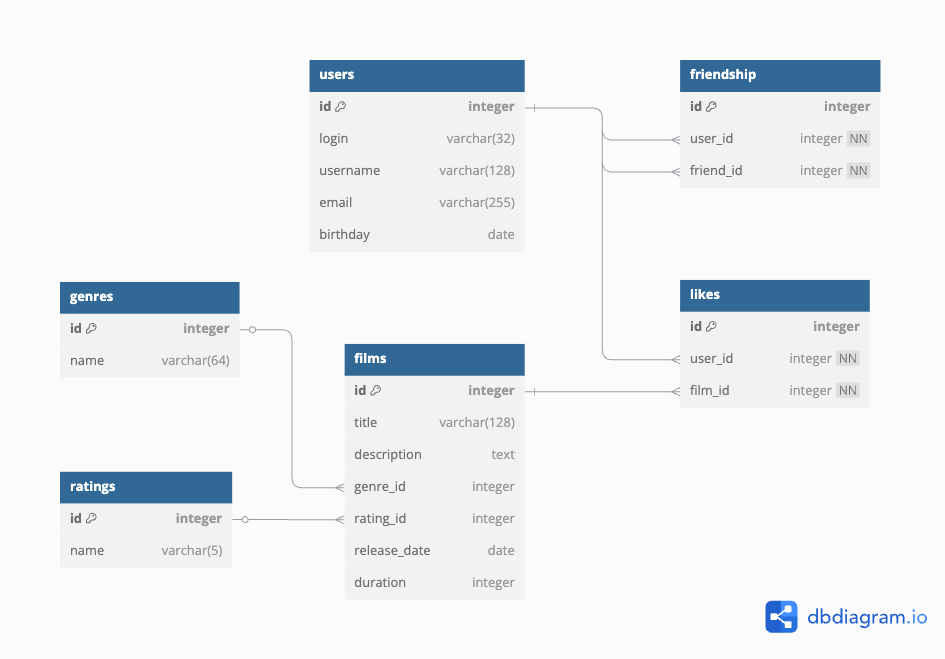 users
id integer
login varchar(32)
username varchar(128)
email varchar(255)
birthday date
friendship
id integer
user_id integer NN
friend_id integer NN
genres
id integer
name varchar(64)
films
id integer
title varchar(128)
description text
genre_id integer
rating_id integer
release_date date
duration integer
likes
id integer
user_id integer NN
film_id integer NN
ratings
id integer
name varchar(5)
dbdiagram.io